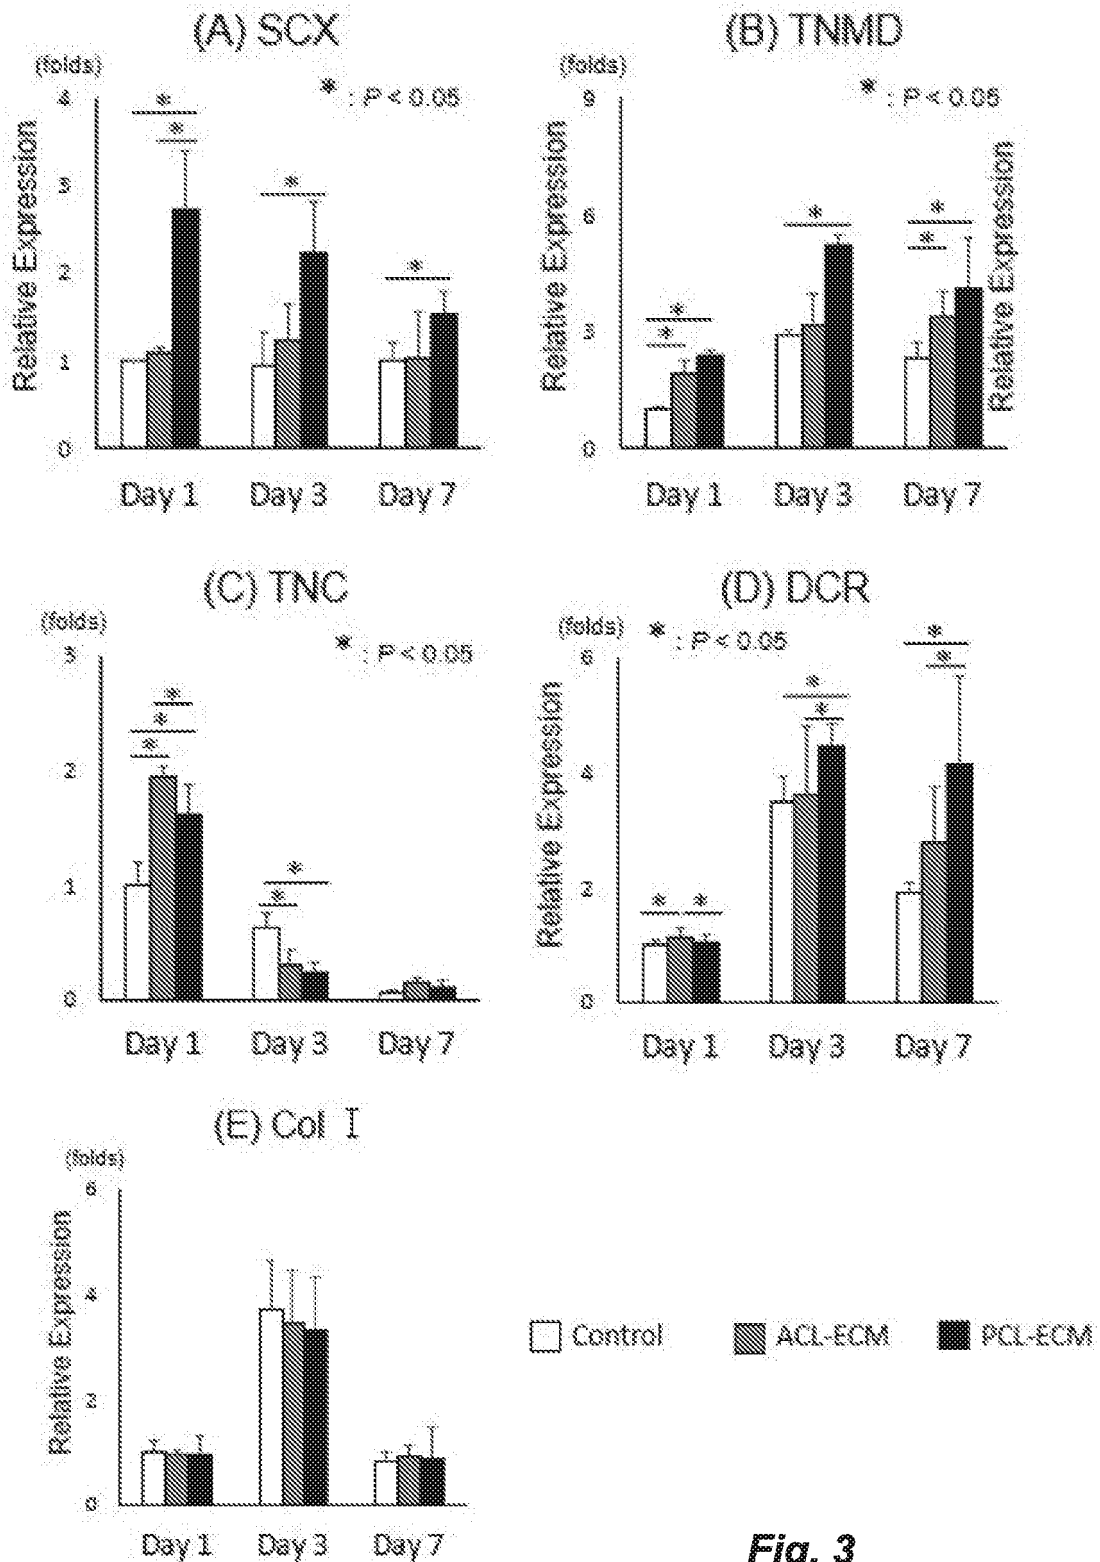 (A) SCX
(folds)
* : P < 0.05
4
3
2
1
0
Relative Expression
*
*
*
*
Day 1 Day 3 Day 7
(B) TNMD
(folds)
* : P < 0.05
9
6
3
0
Relative Expression
*
*
*
*
*
Day 1 Day 3 Day 7
Relative Expression
(C) TNC
(folds)
* : P < 0.05
3
2
1
0
*
*
*
*
*
Day 1 Day 3 Day 7
(D) DCR
(folds)
* : P < 0.05
6
4
2
0
Relative Expression
* *
*
*
*
*
Day 1 Day 3 Day 7
(E) Col I
(folds)
6
4
2
0
Relative Expression
Day 1 Day 3 Day 7
Control ACL-ECM PCL-ECM
Fig. 3